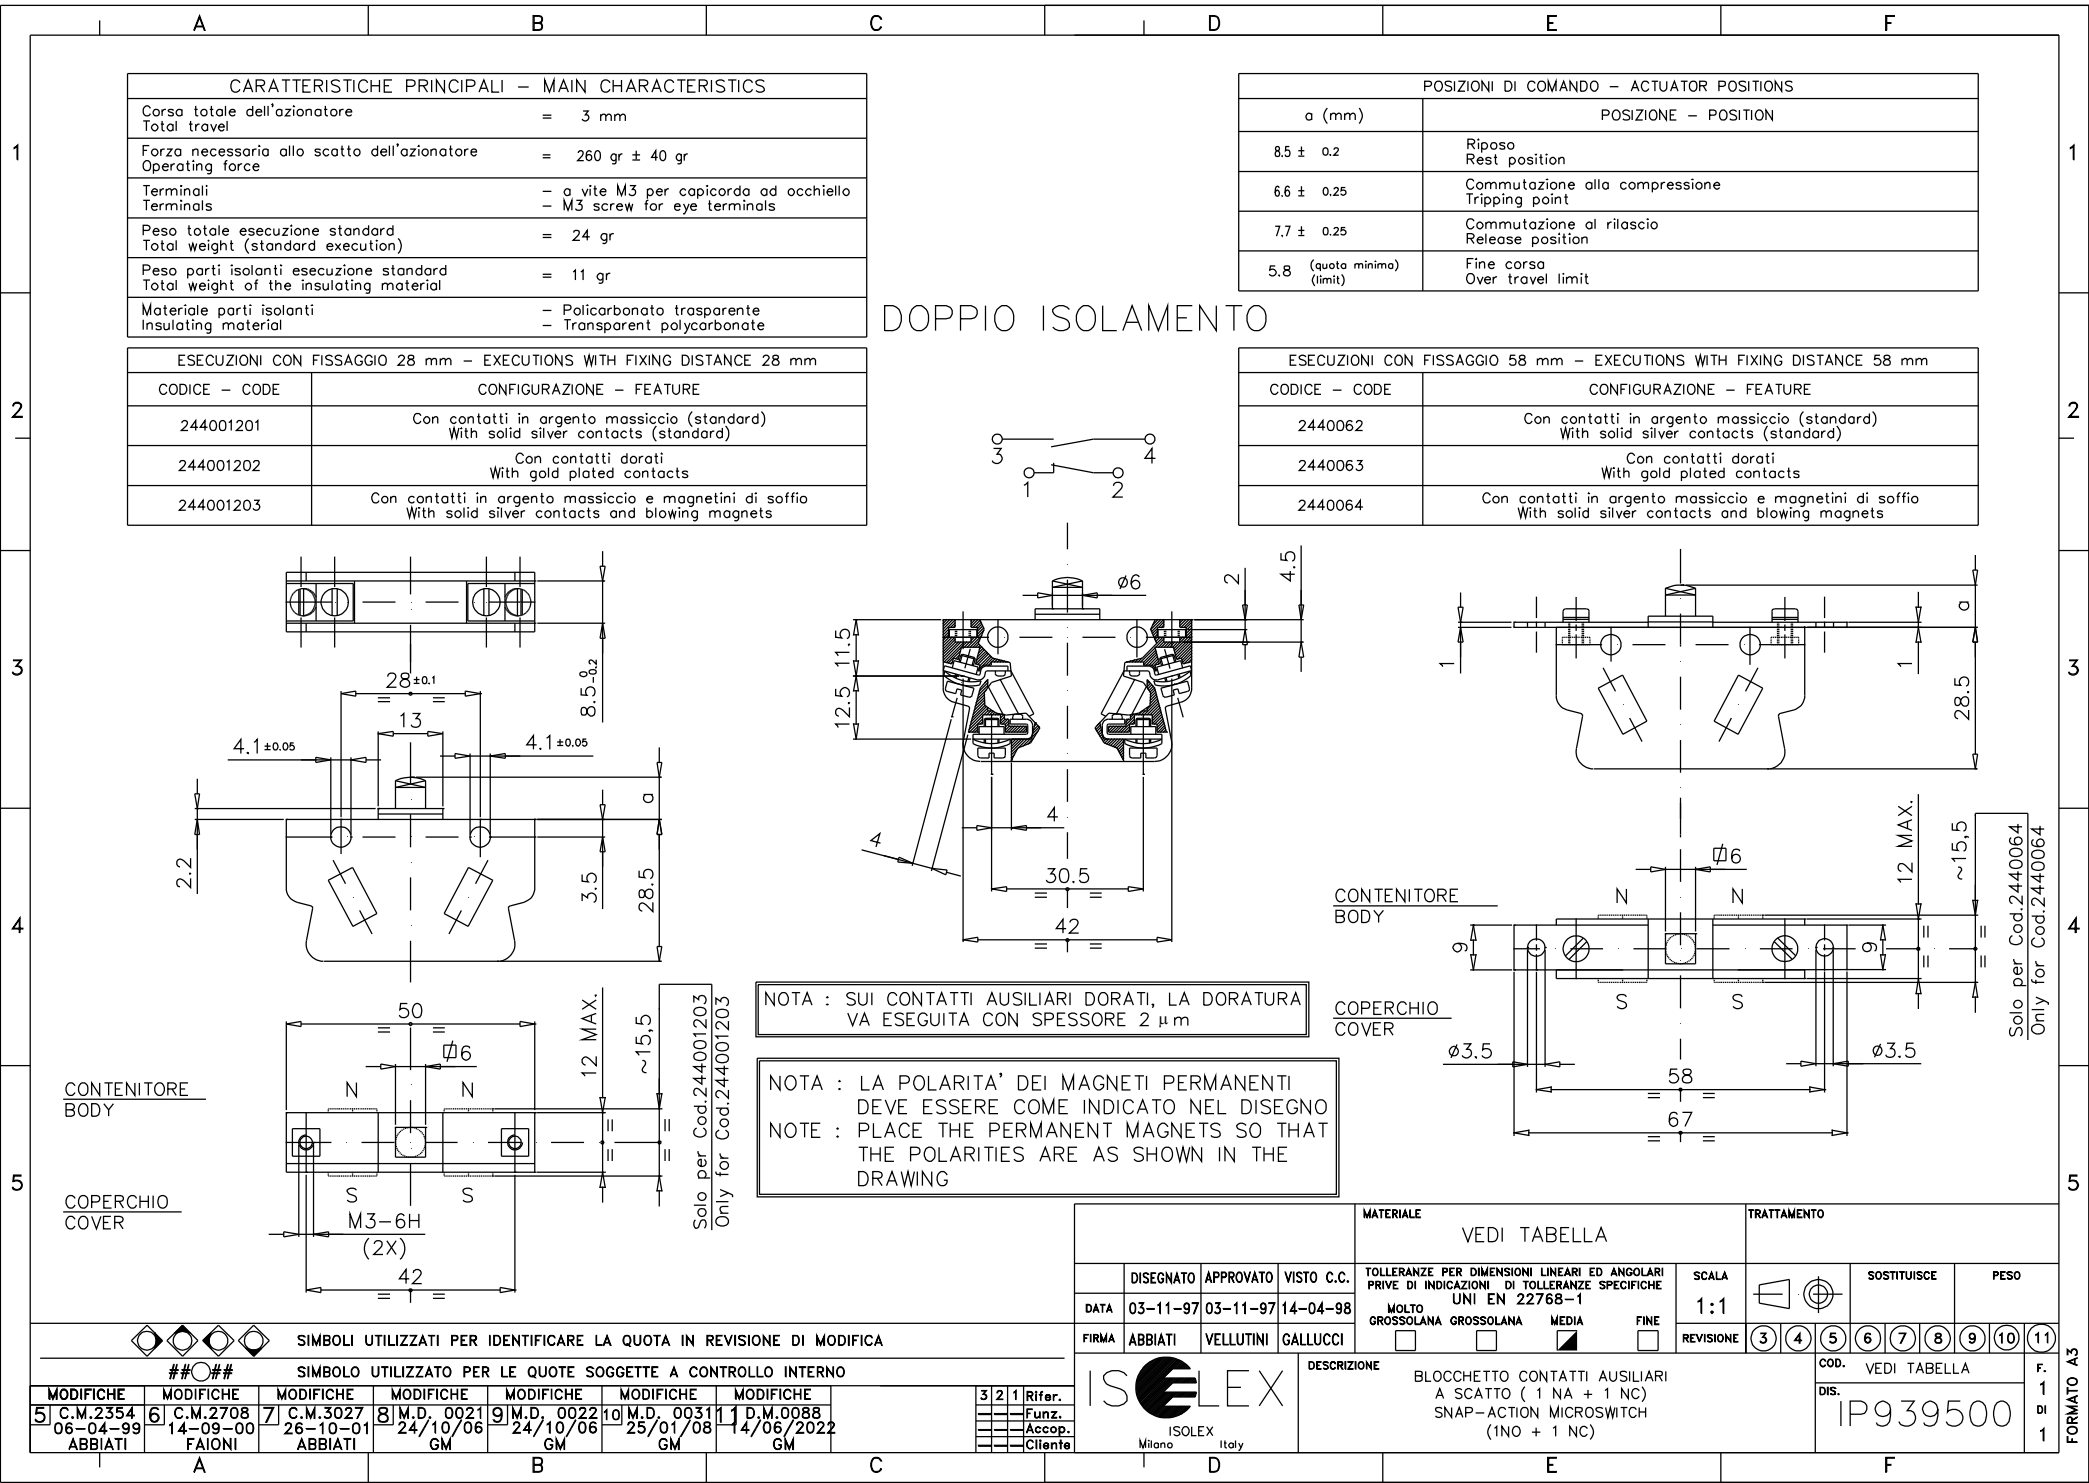 A B C D E F
1 1
2 2
3 3
4 4
5 5
CARATTERISTICHE PRINCIPALI – MAIN CHARACTERISTICS
Corsa totale dell'azionatore
Total travel
= 3 mm
Forza necessaria allo scatto dell'azionatore
Operating force
= 260 gr ± 40 gr
Terminali
Terminals
– a vite M3 per capicorda ad occhiello
– M3 screw for eye terminals
Peso totale esecuzione standard
Total weight (standard execution)
= 24 gr
Peso parti isolanti esecuzione standard
Total weight of the insulating material
= 11 gr
Materiale parti isolanti
Insulating material
– Policarbonato trasparente
– Transparent polycarbonate
POSIZIONI DI COMANDO – ACTUATOR POSITIONS
a (mm) POSIZIONE – POSITION
8.5 ± 0.2
Riposo
Rest position
6.6 ± 0.25
Commutazione alla compressione
Tripping point
7.7 ± 0.25
Commutazione al rilascio
Release position
5.8 (quota minima)
(limit)
Fine corsa
Over travel limit
DOPPIO ISOLAMENTO
ESECUZIONI CON FISSAGGIO 28 mm – EXECUTIONS WITH FIXING DISTANCE 28 mm
CODICE – CODE CONFIGURAZIONE – FEATURE
244001201
Con contatti in argento massiccio (standard)
With solid silver contacts (standard)
244001202
Con contatti dorati
With gold plated contacts
244001203
Con contatti in argento massiccio e magnetini di soffio
With solid silver contacts and blowing magnets
ESECUZIONI CON FISSAGGIO 58 mm – EXECUTIONS WITH FIXING DISTANCE 58 mm
CODICE – CODE CONFIGURAZIONE – FEATURE
2440062
Con contatti in argento massiccio (standard)
With solid silver contacts (standard)
2440063
Con contatti dorati
With gold plated contacts
2440064
Con contatti in argento massiccio e magnetini di soffio
With solid silver contacts and blowing magnets
3 4
1 2
8.5 0 -0.2
28 ±0.1
= =
13
4.1 ±0.05
4.1 ±0.05
a
2.2
3.5
28.5
ø6
2
4.5
11.5
12.5
4
4
30.5
= =
42
= =
a
1
1
28.5
50
= =
□6
12 MAX.
~15,5
CONTENITORE
BODY
N N
= =
= =
COPERCHIO
COVER
S S
M3–6H
(2X)
42
= =
Solo per Cod.244001203
Only for Cod.244001203
□6
12 MAX.
~15,5
CONTENITORE
BODY
N N
9 9
= =
= =
COPERCHIO
COVER
S S
ø3.5 ø3.5
58
= =
67
= =
Solo per Cod.2440064
Only for Cod.2440064
NOTA : SUI CONTATTI AUSILIARI DORATI, LA DORATURA
VA ESEGUITA CON SPESSORE 2 μm
NOTA : LA POLARITA' DEI MAGNETI PERMANENTI
DEVE ESSERE COME INDICATO NEL DISEGNO
NOTE : PLACE THE PERMANENT MAGNETS SO THAT
THE POLARITIES ARE AS SHOWN IN THE
DRAWING
MATERIALE
VEDI TABELLA
TRATTAMENTO
DISEGNATO APPROVATO VISTO C.C.
DATA 03-11-97 03-11-97 14-04-98
FIRMA ABBIATI VELLUTINI GALLUCCI
TOLLERANZE PER DIMENSIONI LINEARI ED ANGOLARI
PRIVE DI INDICAZIONI DI TOLLERANZE SPECIFICHE
UNI EN 22768-1
MOLTO
GROSSOLANA GROSSOLANA MEDIA FINE
SCALA
1:1
SOSTITUISCE PESO
REVISIONE 3 4 5 6 7 8 9 10 11
ISOLEX
ISOLEX
Milano Italy
DESCRIZIONE
BLOCCHETTO CONTATTI AUSILIARI
A SCATTO ( 1 NA + 1 NC)
SNAP-ACTION MICROSWITCH
(1NO + 1 NC)
COD. VEDI TABELLA
DIS.
IP939500
F.
1
DI
1
FORMATO A3
SIMBOLI UTILIZZATI PER IDENTIFICARE LA QUOTA IN REVISIONE DI MODIFICA
##○## SIMBOLO UTILIZZATO PER LE QUOTE SOGGETTE A CONTROLLO INTERNO
MODIFICHE MODIFICHE MODIFICHE MODIFICHE MODIFICHE MODIFICHE MODIFICHE
5 C.M.2354 6 C.M.2708 7 C.M.3027 8 M.D. 0021 9 M.D. 0022 10 M.D. 0031 11 D.M.0088
06-04-99 14-09-00 26-10-01 24/10/06 24/10/06 25/01/08 14/06/2022
ABBIATI FAIONI ABBIATI GM GM GM GM
3 2 1 Rifer.
Funz.
Accop.
Cliente
A B C D E F